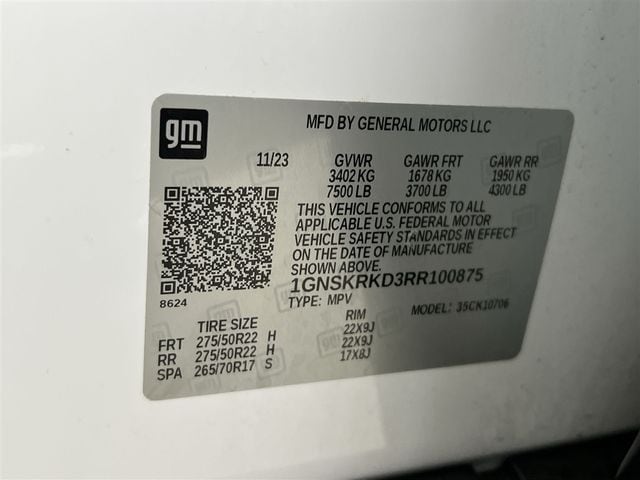 gm
MFD BY GENERAL MOTORS LLC
11/23 GVWR GAWR FRT GAWR RR
3402 KG 1678 KG 1950 KG
7500 LB 3700 LB 4300 LB
THIS VEHICLE CONFORMS TO ALL
APPLICABLE U.S. FEDERAL MOTOR
VEHICLE SAFETY STANDARDS IN EFFECT
ON THE DATE OF MANUFACTURE
SHOWN ABOVE.
1GNSKRKD3RR100875
8624 TYPE: MPV MODEL: 35CK10706
TIRE SIZE RIM
FRT 275/50R22 H 22X9J
RR 275/50R22 H 22X9J
SPA 265/70R17 S 17X8J